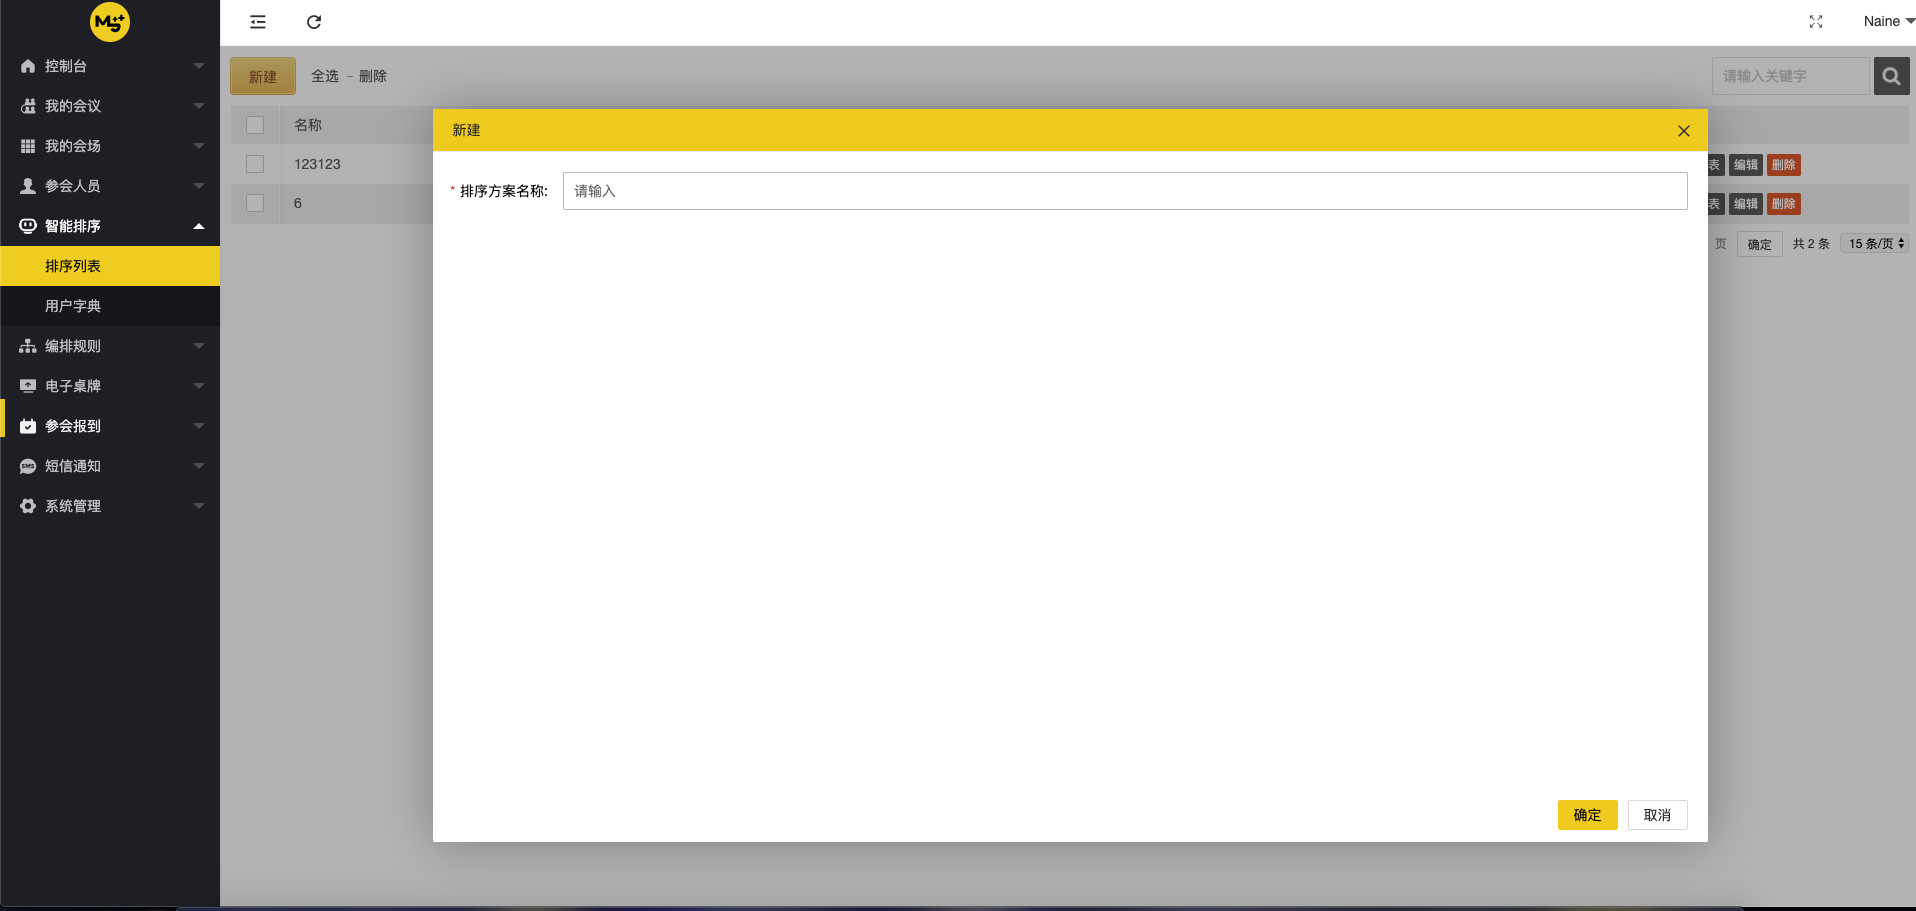 M5++
Naine
控制台
我的会议
我的会场
参会人员
智能排序
排序列表
用户字典
编排规则
电子桌牌
参会报到
SMS 短信通知
系统管理
新建 全选 - 删除 请输入关键字
名称
123123 表 编辑 删除
6 表 编辑 删除
页 确定 共 2 条 15 条/页
新建
* 排序方案名称: 请输入
确定 取消